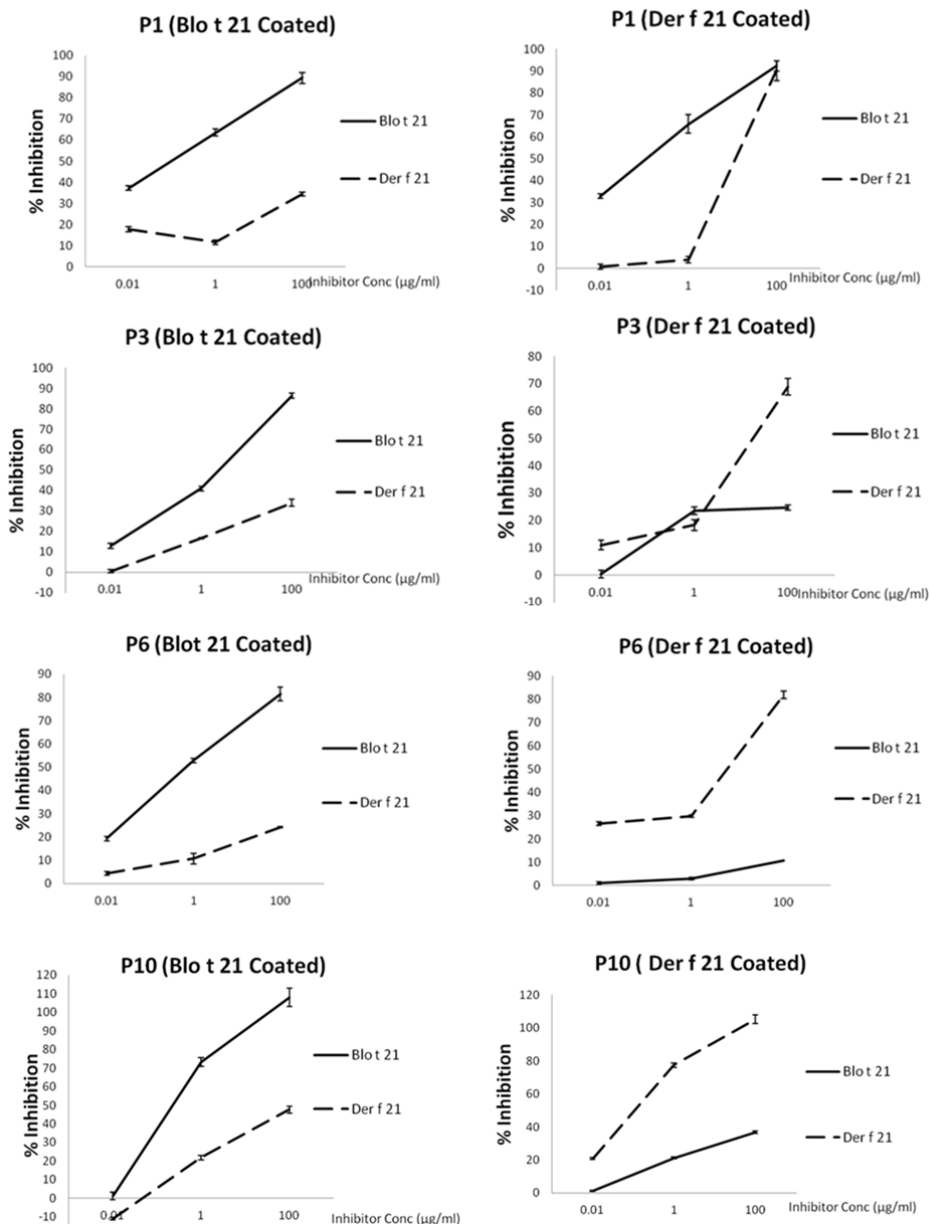 P1 (Blo t 21 Coated)
% Inhibition
100
90
80
70
60
50
40
30
20
10
0
0.01 1 100
Inhibitor Conc (µg/ml)
Blo t 21
Der f 21
P1 (Der f 21 Coated)
% Inhibition
100
90
80
70
60
50
40
30
20
10
0
-10
0.01 1 100
Inhibitor Conc (µg/ml)
Blo t 21
Der f 21
P3 (Blo t 21 Coated)
% Inhibition
100
90
80
70
60
50
40
30
20
10
0
-10
0.01 1 100
Inhibitor Conc (µg/ml)
Blo t 21
Der f 21
P3 (Der f 21 Coated)
% Inhibition
80
70
60
50
40
30
20
10
0
-10
0.01 1 100
Inhibitor Conc (µg/ml)
Blo t 21
Der f 21
P6 (Blot 21 Coated)
% Inhibition
90
80
70
60
50
40
30
20
10
0
0.01 1 100
Blo t 21
Der f 21
P6 (Der f 21 Coated)
% Inhibition
90
80
70
60
50
40
30
20
10
0
0.01 1 100
Blo t 21
Der f 21
P10 (Blo t 21 Coated)
% Inhibition
120
110
100
90
80
70
60
50
40
30
20
10
0
-10
0.01 1 100
Inhibitor Conc (µg/ml)
Blo t 21
Der f 21
P10 ( Der f 21 Coated)
% Inhibition
120
100
80
60
40
20
0
0.01 1 100
Inhibitor Conc (µg/ml)
Blo t 21
Der f 21